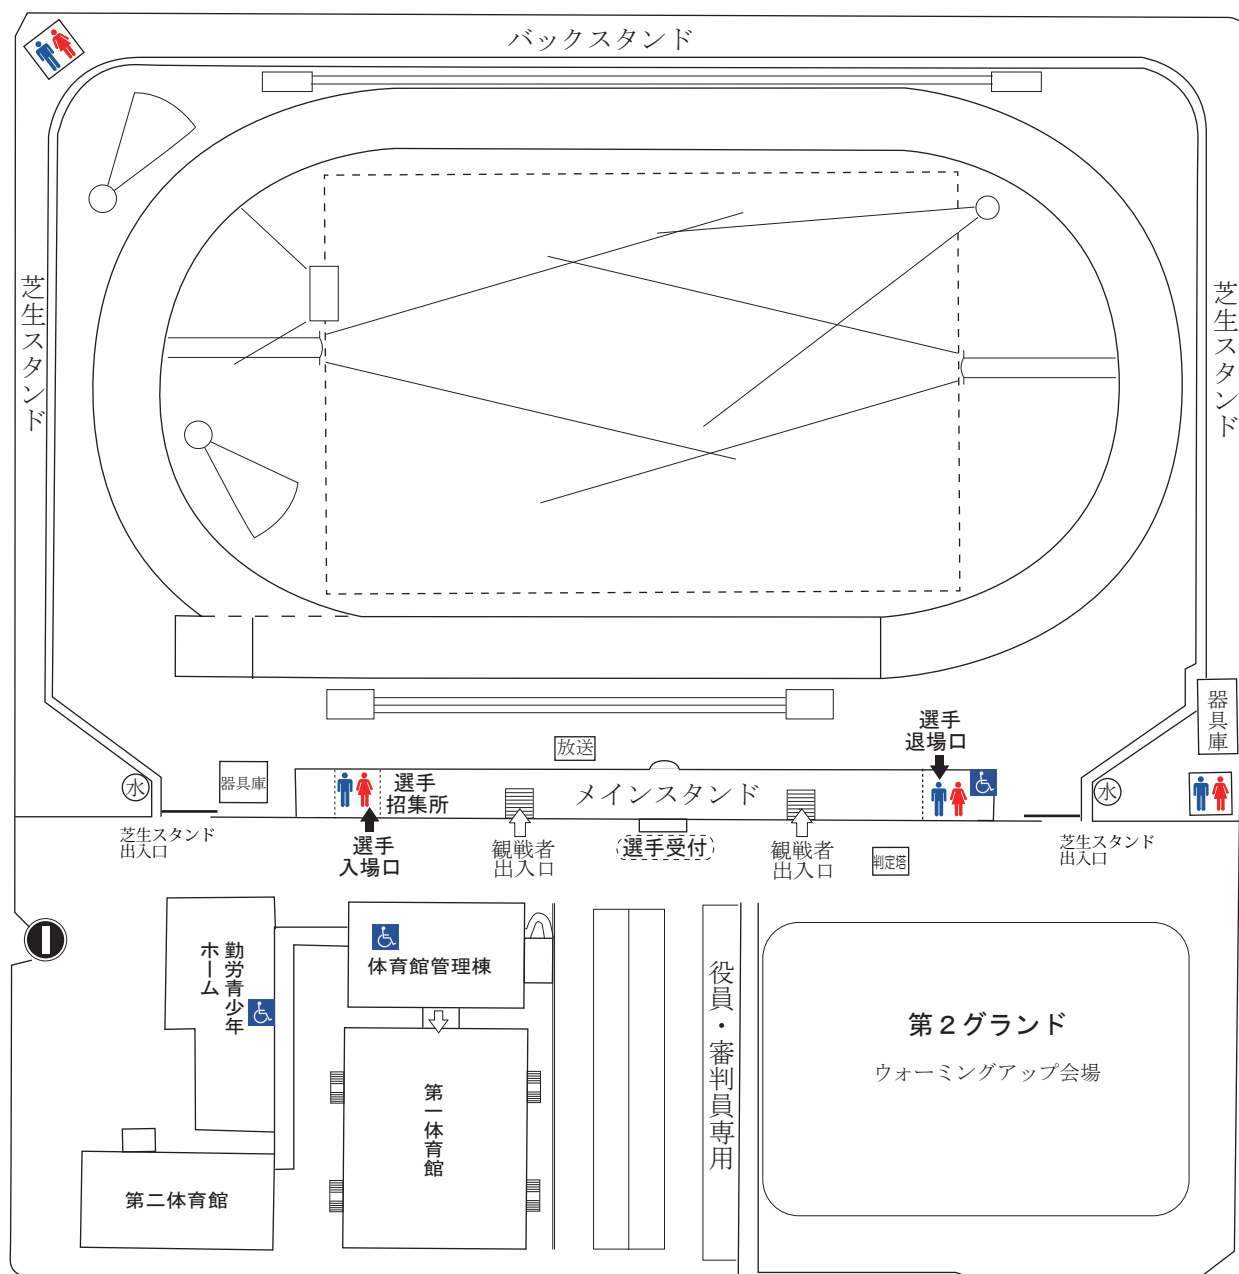 バックスタンド
芝生スタンド
芝生スタンド
器具庫
選手
退場口
放送
器具庫
水
選手
招集所
メインスタンド
水
芝生スタンド
出入口
選手
入場口
観戦者
出入口
選手受付
観戦者
出入口
判定塔
芝生スタンド
出入口
勤労青少年
ホーム
体育館管理棟
第一体育館
第二体育館
役員・審判員専用
第2グランド
ウォーミングアップ会場